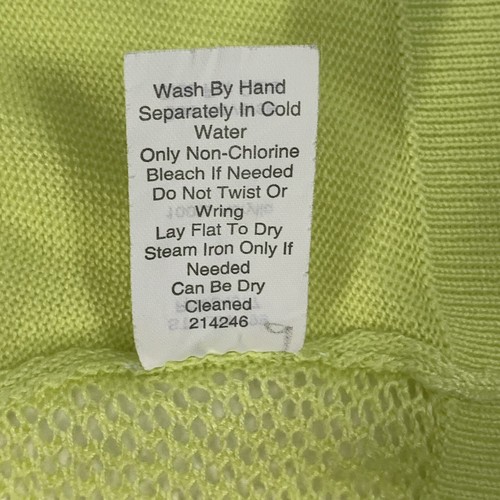 Wash By Hand
Separately In Cold
Water
Only Non-Chlorine
Bleach If Needed
Do Not Twist Or
Wring
Lay Flat To Dry
Steam Iron Only If
Needed
Can Be Dry
Cleaned
214246